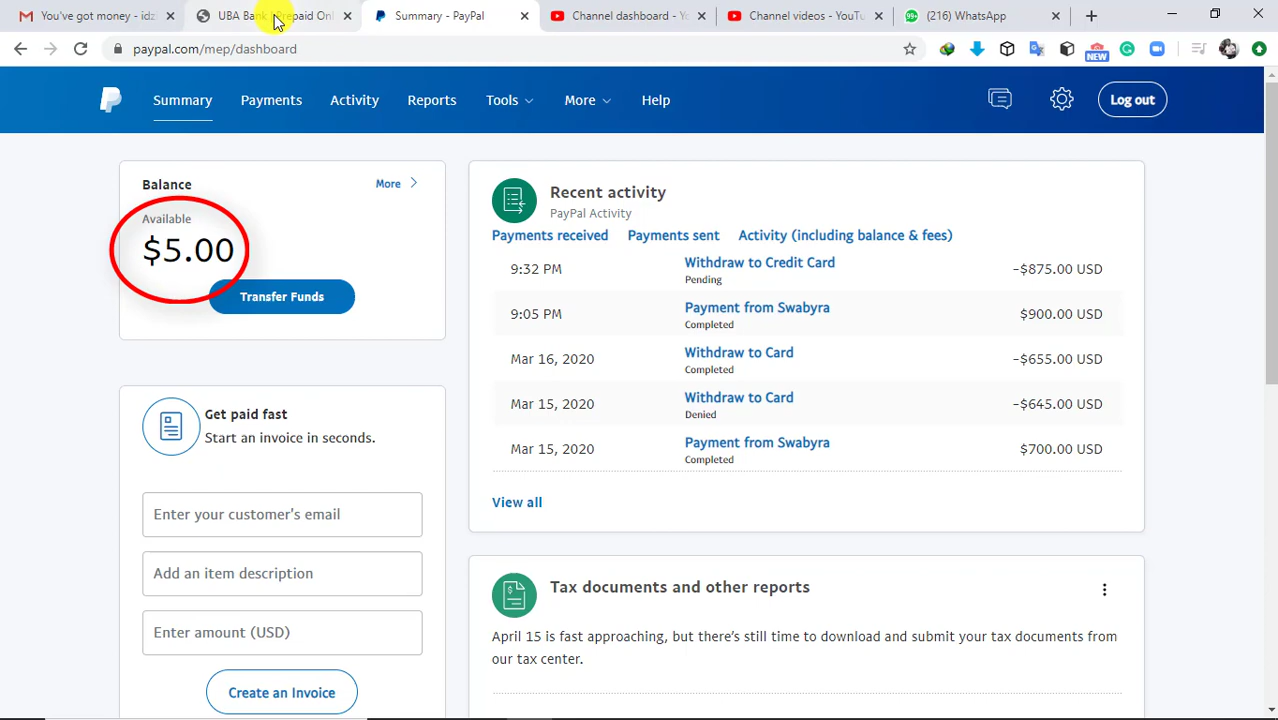 You've got money - idz
UBA Bank | Prepaid Onl
Summary - PayPal
Channel dashboard - Yo
Channel videos - YouTu
(216) WhatsApp
paypal.com/mep/dashboard
NEW
Summary
Payments
Activity
Reports
Tools
More
Help
Log out
Balance
More
Available
$5.00
Transfer Funds
Get paid fast
Start an invoice in seconds.
Enter your customer's email
Add an item description
Enter amount (USD)
Create an Invoice
Recent activity
PayPal Activity
Payments received Payments sent Activity (including balance & fees)
9:32 PM Withdraw to Credit Card -$875.00 USD
Pending
9:05 PM Payment from Swabyra $900.00 USD
Completed
Mar 16, 2020 Withdraw to Card -$655.00 USD
Completed
Mar 15, 2020 Withdraw to Card -$645.00 USD
Denied
Mar 15, 2020 Payment from Swabyra $700.00 USD
Completed
View all
Tax documents and other reports
April 15 is fast approaching, but there's still time to download and submit your tax documents from
our tax center.